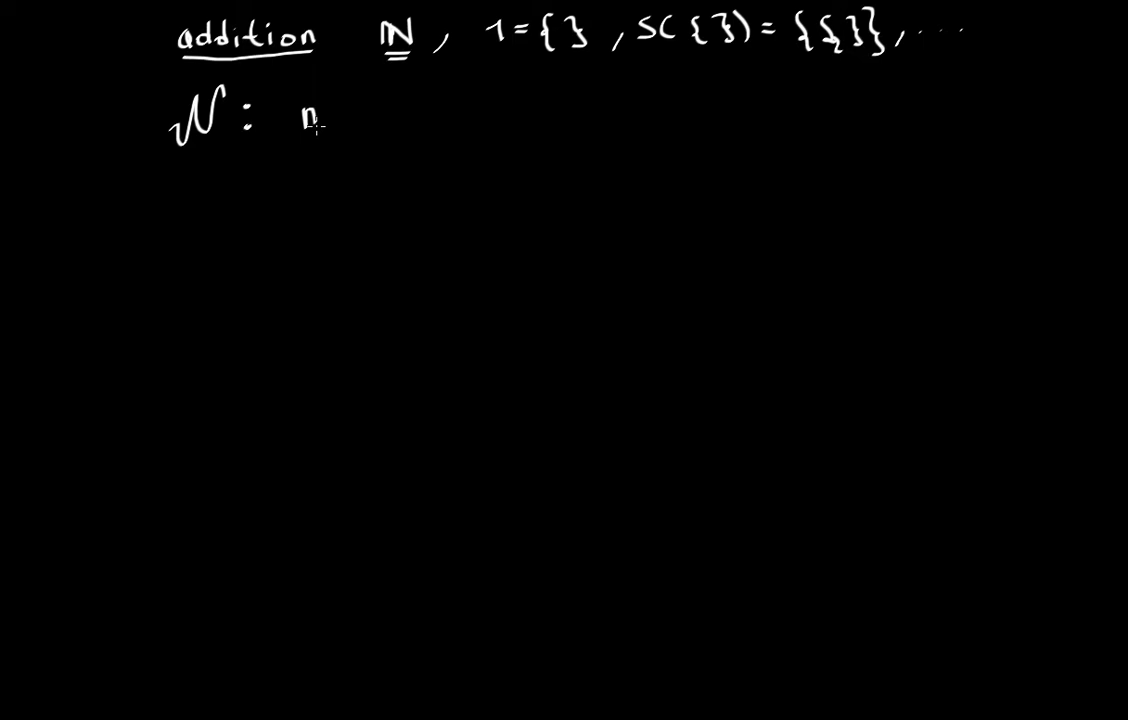 addition ℕ, 1={}, S({})={{}}, ....
𝒩: n